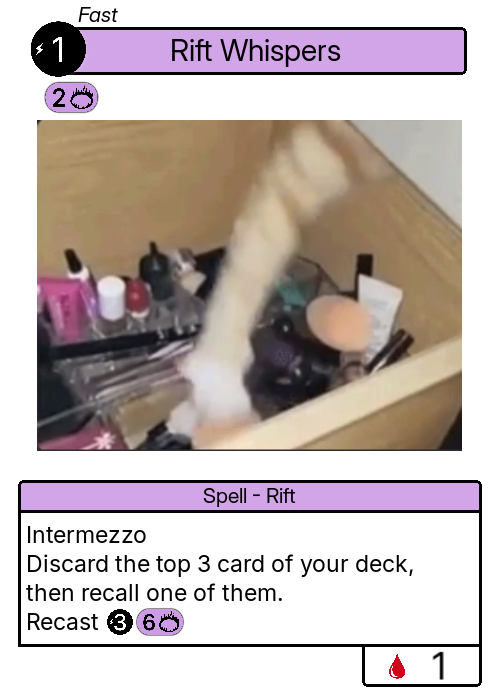 Fast
1
Rift Whispers
2
Spell - Rift
Intermezzo
Discard the top 3 card of your deck,
then recall one of them.
Recast 3 6
1